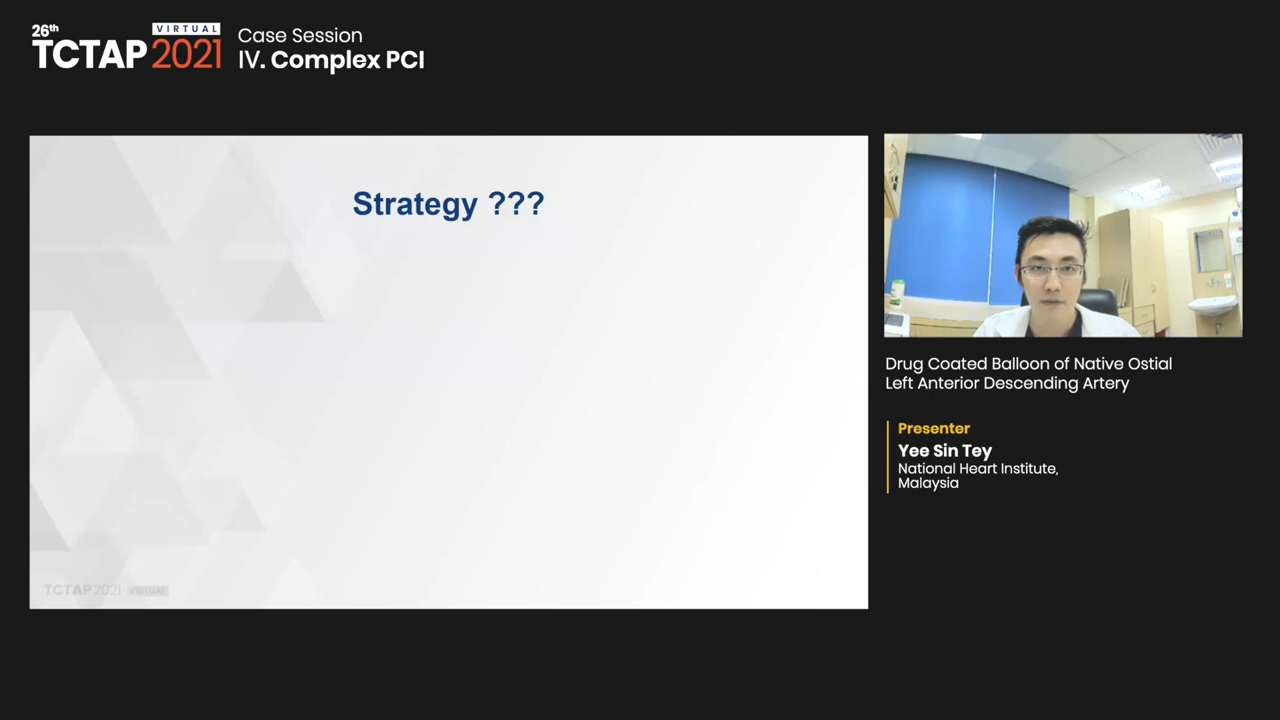 26th
TCTAP
VIRTUAL
2021
Case Session
IV. Complex PCI
Strategy ???
TCTAP 2021 VIRTUAL
Drug Coated Balloon of Native Ostial
Left Anterior Descending Artery
Presenter
Yee Sin Tey
National Heart Institute,
Malaysia